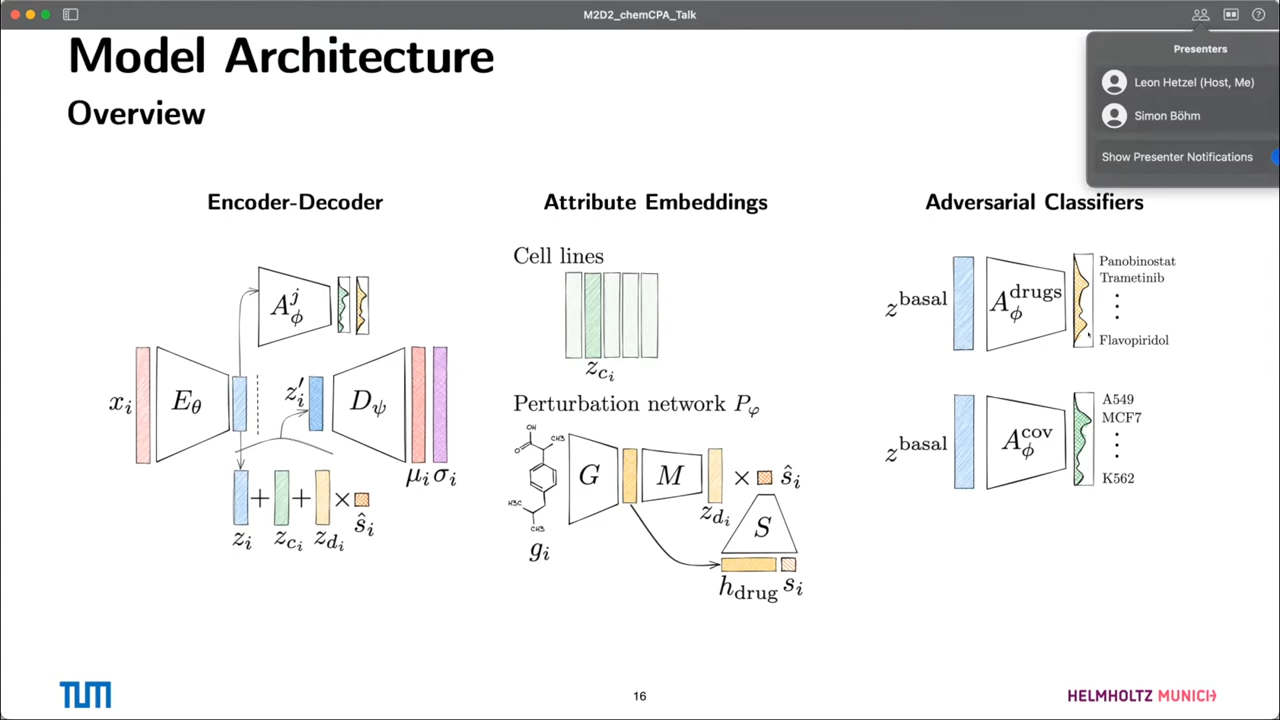 M2D2_chemCPA_Talk
Model Architecture
Overview
Presenters
Leon Hetzel (Host, Me)
Simon Böhm
Show Presenter Notifications
Encoder-Decoder
A_ϕ^j
x_i
E_θ
z_i′
D_ψ
μ_i σ_i
+ + × ŝ_i
z_i z_{c_i} z_{d_i}
Attribute Embeddings
Cell lines
z_{c_i}
Perturbation network P_φ
OH
O
CH3
H3C
CH3
g_i
G
M
× ŝ_i
z_{d_i}
S
h_drug s_i
Adversarial Classifiers
z^basal
A_ϕ^drugs
Panobinostat
Trametinib
⋮
Flavopiridol
z^basal
A_ϕ^cov
A549
MCF7
⋮
K562
TUM
16
HELMHOLTZ MUNICH